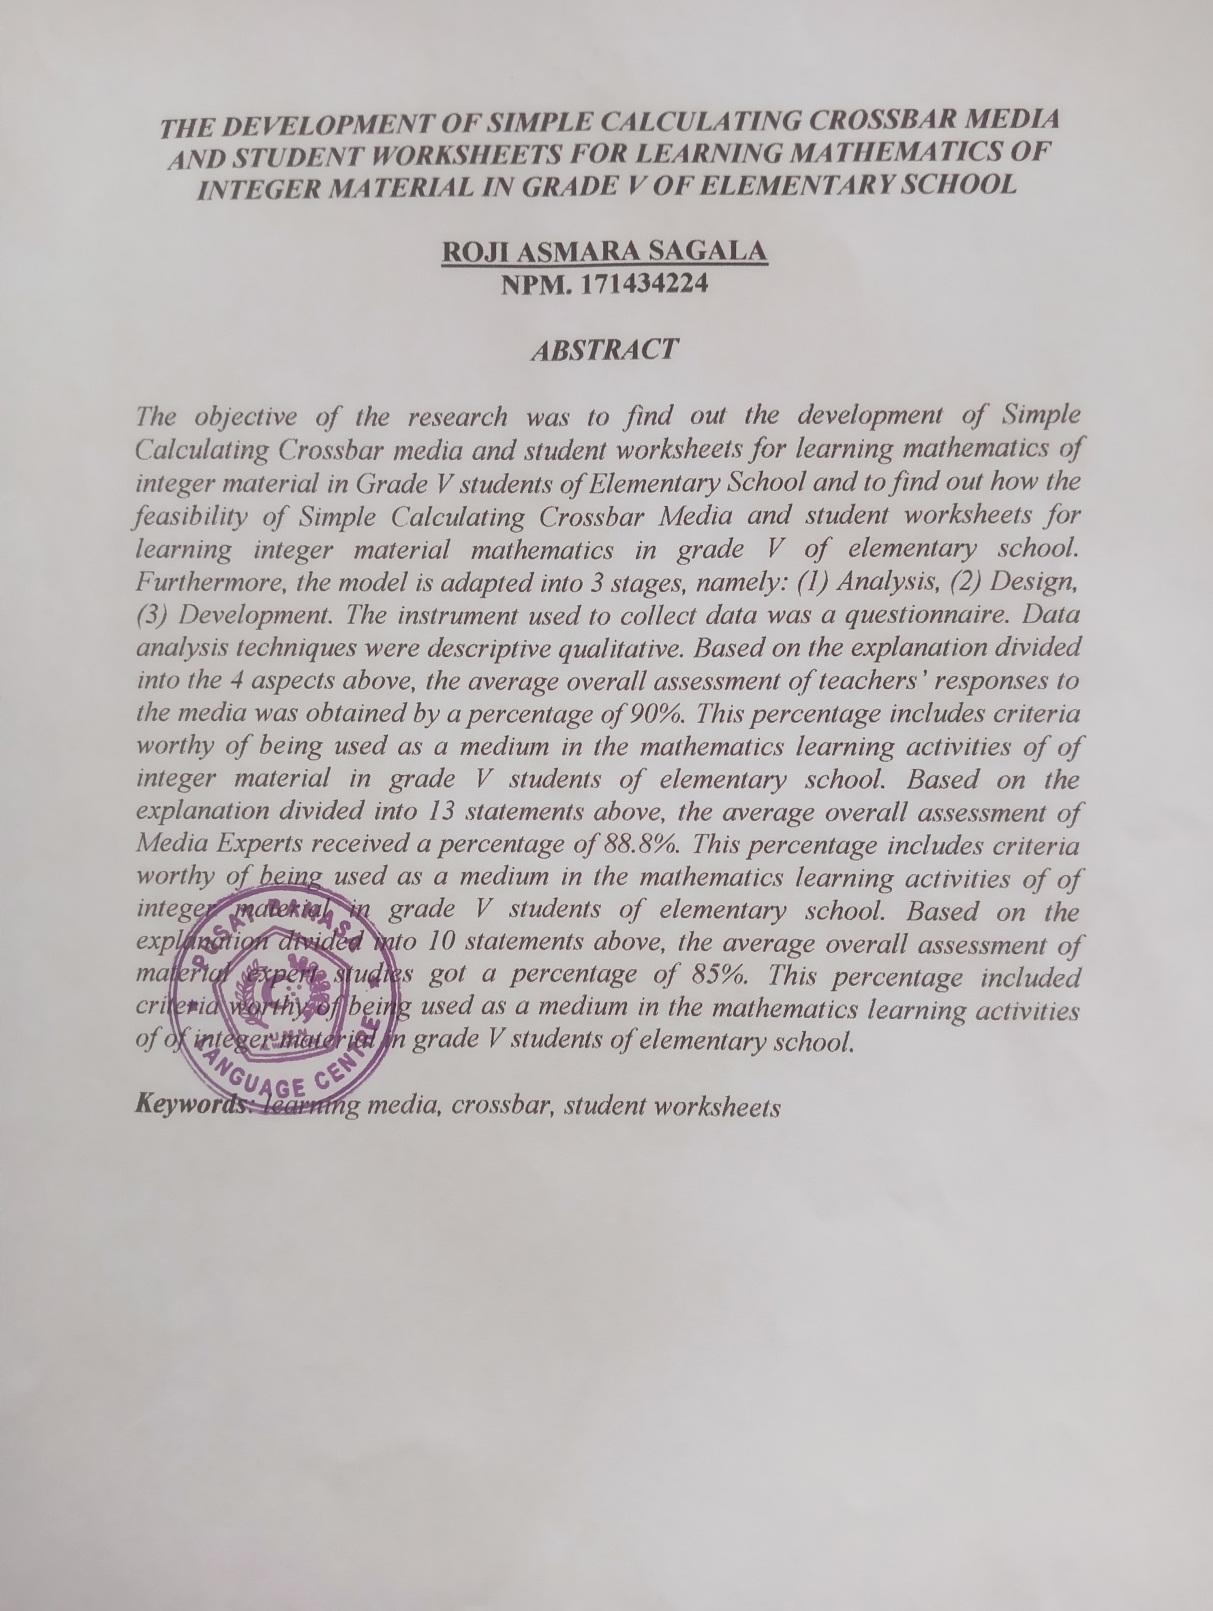 THE DEVELOPMENT OF SIMPLE CALCULATING CROSSBAR MEDIA
AND STUDENT WORKSHEETS FOR LEARNING MATHEMATICS OF
INTEGER MATERIAL IN GRADE V OF ELEMENTARY SCHOOL
ROJI ASMARA SAGALA
NPM. 171434224
ABSTRACT
The objective of the research was to find out the development of Simple
Calculating Crossbar media and student worksheets for learning mathematics of
integer material in Grade V students of Elementary School and to find out how the
feasibility of Simple Calculating Crossbar Media and student worksheets for
learning integer material mathematics in grade V of elementary school.
Furthermore, the model is adapted into 3 stages, namely: (1) Analysis, (2) Design,
(3) Development. The instrument used to collect data was a questionnaire. Data
analysis techniques were descriptive qualitative. Based on the explanation divided
into the 4 aspects above, the average overall assessment of teachers' responses to
the media was obtained by a percentage of 90%. This percentage includes criteria
worthy of being used as a medium in the mathematics learning activities of of
integer material in grade V students of elementary school. Based on the
explanation divided into 13 statements above, the average overall assessment of
Media Experts received a percentage of 88.8%. This percentage includes criteria
worthy of being used as a medium in the mathematics learning activities of of
integer material in grade V students of elementary school. Based on the
explanation divided into 10 statements above, the average overall assessment of
material expert studies got a percentage of 85%. This percentage included
criteria worthy of being used as a medium in the mathematics learning activities
of of integer material in grade V students of elementary school.
Keywords: learning media, crossbar, student worksheets
PUSAT BAHASA
UMN
LANGUAGE CENTRE